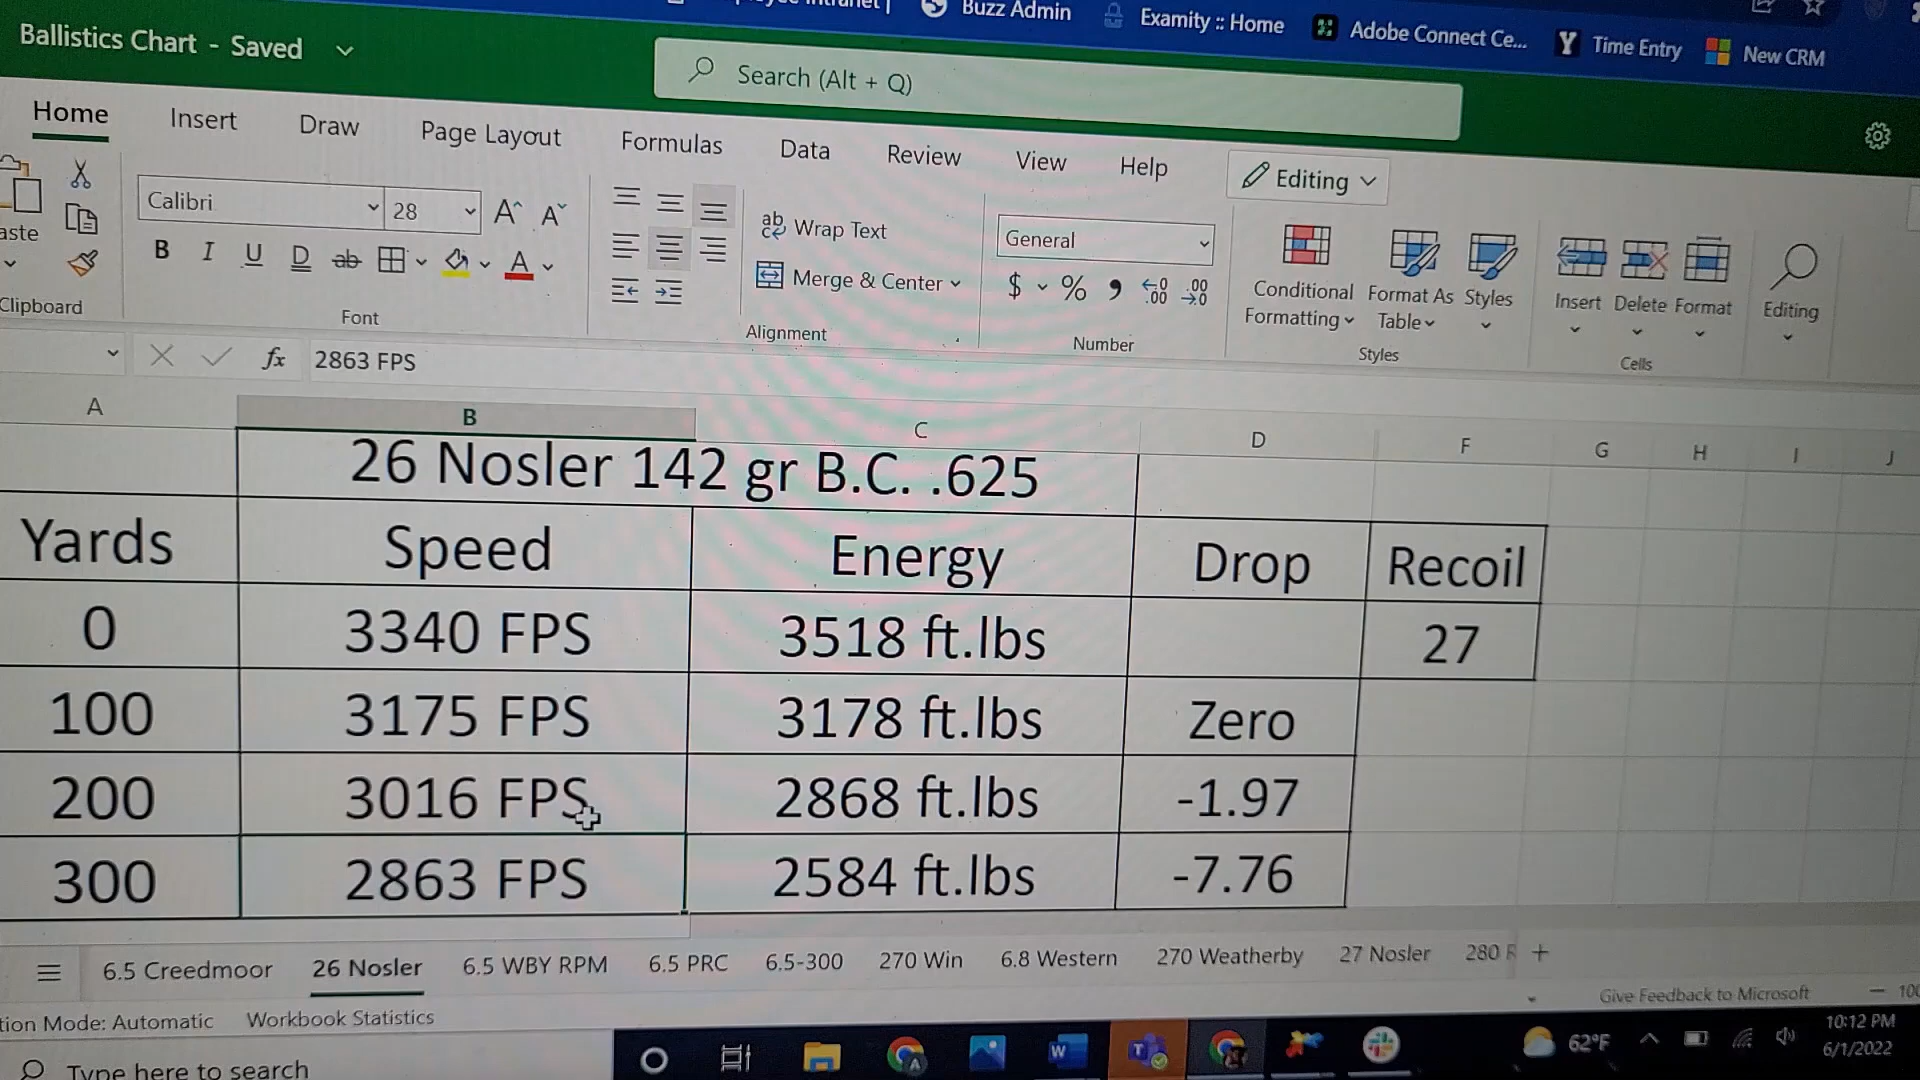 Buzz Admin
Examity :: Home
Adobe Connect Ce...
Time Entry
New CRM
Ballistics Chart - Saved
Search (Alt + Q)
Home Insert Draw Page Layout Formulas Data Review View Help Editing
Calibri 28
Wrap Text
General
Merge & Center
Conditional Formatting
Format As Table
Styles
Insert Delete Format
Editing
Clipboard Font Alignment Number Styles Cells
fx 2863 FPS
A B C D F G H I J
26 Nosler 142 gr B.C. .625
Yards Speed Energy Drop Recoil
0 3340 FPS 3518 ft.lbs 27
100 3175 FPS 3178 ft.lbs Zero
200 3016 FPS 2868 ft.lbs -1.97
300 2863 FPS 2584 ft.lbs -7.76
6.5 Creedmoor 26 Nosler 6.5 WBY RPM 6.5 PRC 6.5-300 270 Win 6.8 Western 270 Weatherby 27 Nosler 280
tion Mode: Automatic Workbook Statistics Give Feedback to Microsoft
Type here to search 62°F 10:12 PM
6/1/2022